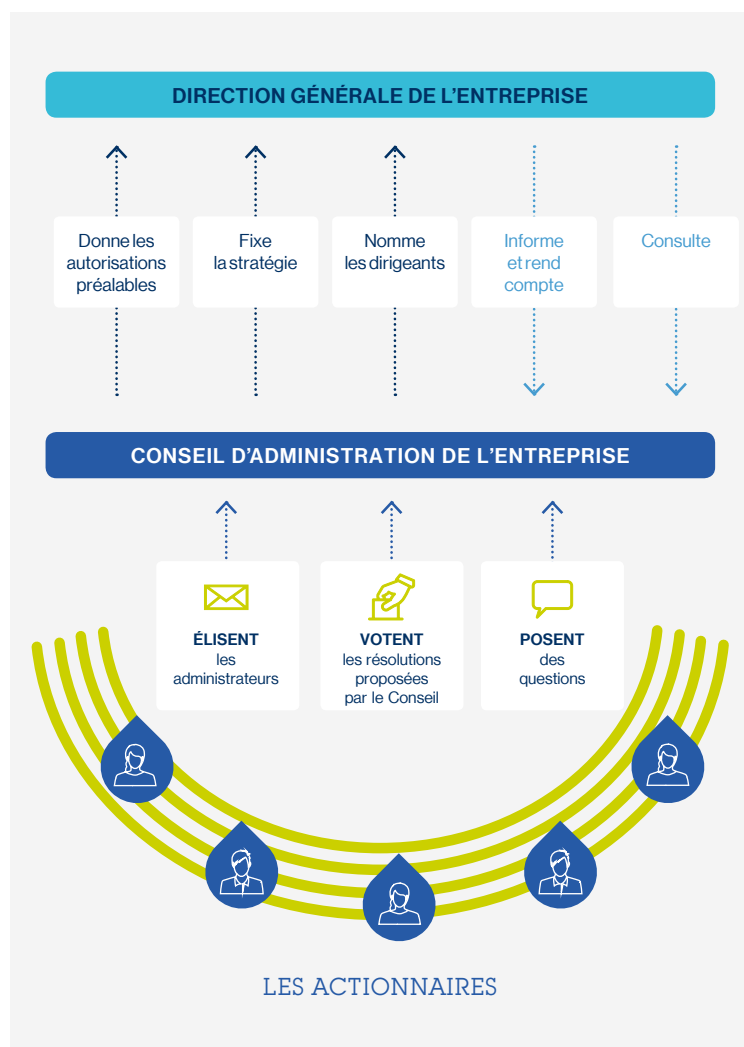 DIRECTION GÉNÉRALE DE L'ENTREPRISE
Donne les
autorisations
préalables
Fixe
la stratégie
Nomme
les dirigeants
Informe
et rend
compte
Consulte
CONSEIL D'ADMINISTRATION DE L'ENTREPRISE
ÉLISENT
les
administrateurs
VOTENT
les résolutions
proposées
par le Conseil
POSENT
des
questions
LES ACTIONNAIRES